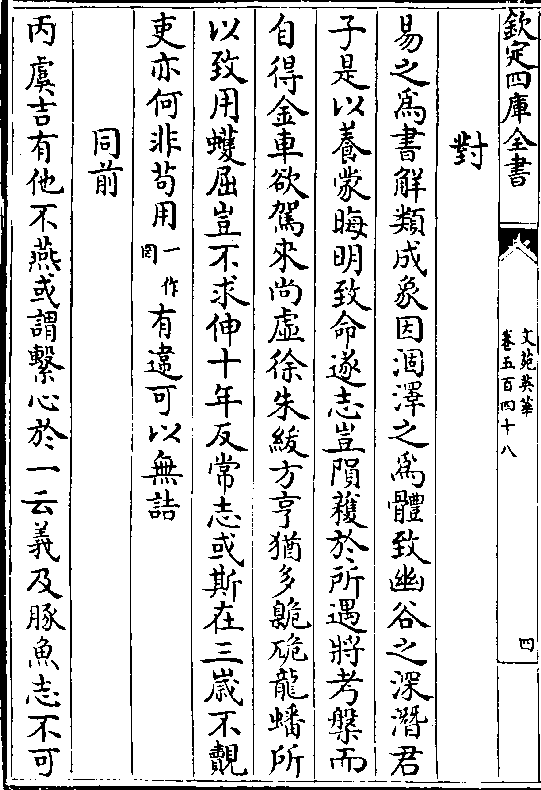 欽定四庫全書
文苑英華
卷五百四十八
四
對
易之為書解類成象因涸澤之為體致幽谷之深潛君
子是以養蒙晦明致命遂志豈隕穫於所遇將考槃而
自得金車欲駕來尚虛徐朱紱方亨猶多臲硊龍蟠所
以致用蠖屈豈不求伸十年反常志或斯在三歲不覿
吏亦何非苟用一作罔有違可以無詰
同前
丙虞吉有他不燕或謂繫心於一云義及豚魚志不可